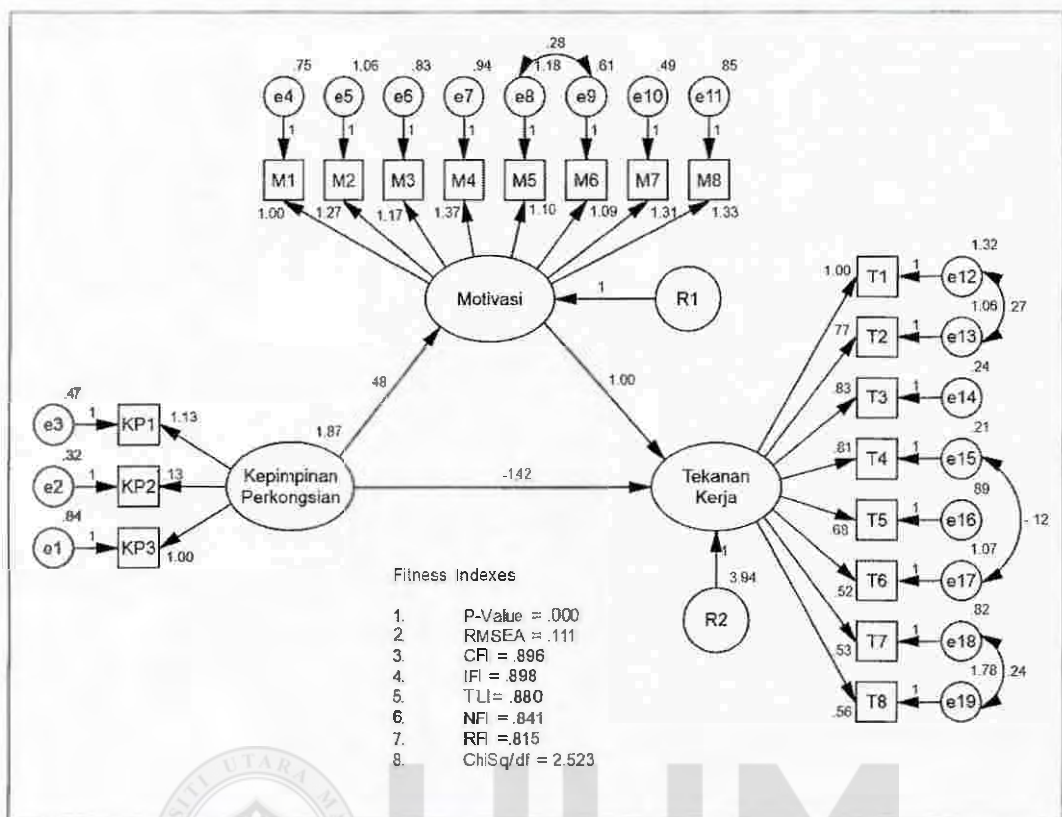 .28
.75 1.06 .83 .94 1.18 .61 .49 .85
e4 e5 e6 e7 e8 e9 e10 e11
1 1 1 1 1 1 1 1
M1 M2 M3 M4 M5 M6 M7 M8
1.00 1.27 1.17 1.37 1.10 1.09 1.31 1.33
Motivasi
1
R1
48
1.00
1.87
-142
Kepimpinan
Perkongsian
.47
e3 1 KP1 1.13
.32
e2 1 KP2 .13
.84
e1 1 KP3 1.00
Tekanan
Kerja
1
3.94
R2
1.32
1.00 T1 1 e12
1.06 27
.77 T2 1 e13
.24
.83 T3 1 e14
.21
.81 T4 1 e15
89
.68 T5 1 e16
- 12
1.07
.52 T6 1 e17
.82
.53 T7 1 e18
1.78 .24
.56 T8 1 e19
Fitness Indexes
1. P-Value = .000
2 RMSEA = .111
3. CFI = .896
4. IFI = .898
5. TLI= .880
6. NFI = .841
7. RFI =.815
8. ChiSq/df = 2.523
UTARA
UUM